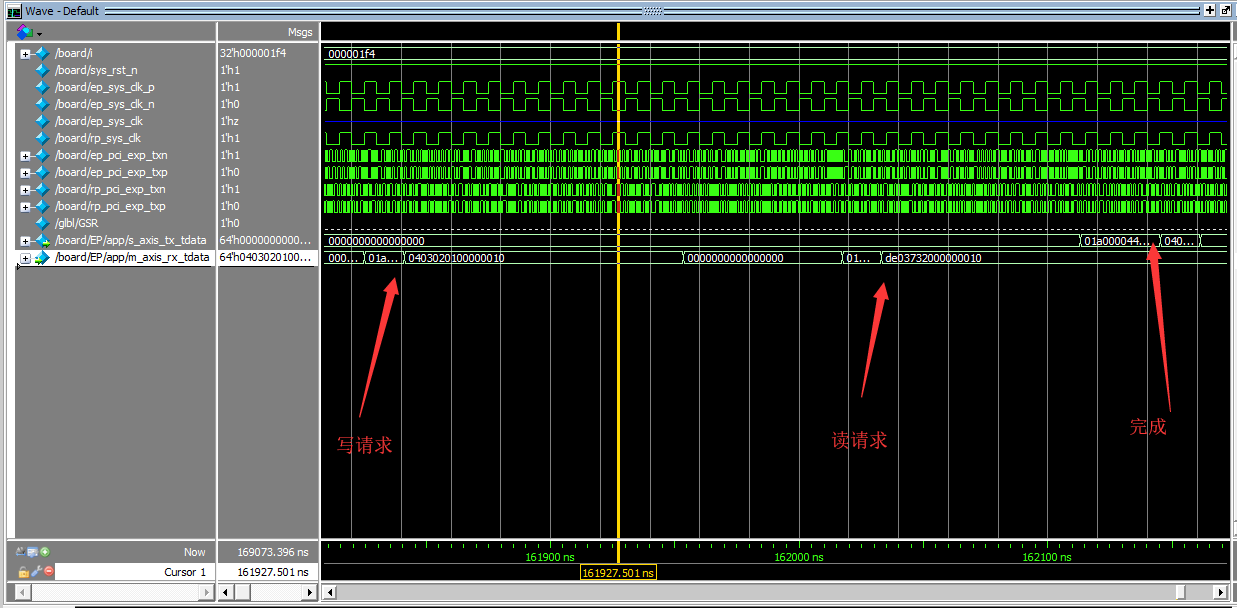 Wave - Default
Msgs
/board/i 32'h000001f4 000001f4
/board/sys_rst_n 1'h1
/board/ep_sys_clk_p 1'h1
/board/ep_sys_clk_n 1'h0
/board/ep_sys_clk 1'hz
/board/rp_sys_clk 1'h1
/board/ep_pci_exp_txn 1'h1
/board/ep_pci_exp_txp 1'h0
/board/rp_pci_exp_txn 1'h1
/board/rp_pci_exp_txp 1'h0
/glbl/GSR 1'h0
/board/EP/app/s_axis_tx_tdata 64'h0000000000... 0000000000000000 01a000044... 040...
/board/EP/app/m_axis_rx_tdata 64'h0403020100... 000... 01a... 0403020100000010 0000000000000000 01... de03732000000010
写请求 读请求 完成
Now 169073.396 ns 161900 ns 162000 ns 162100 ns
Cursor 1 161927.501 ns 161927.501 ns